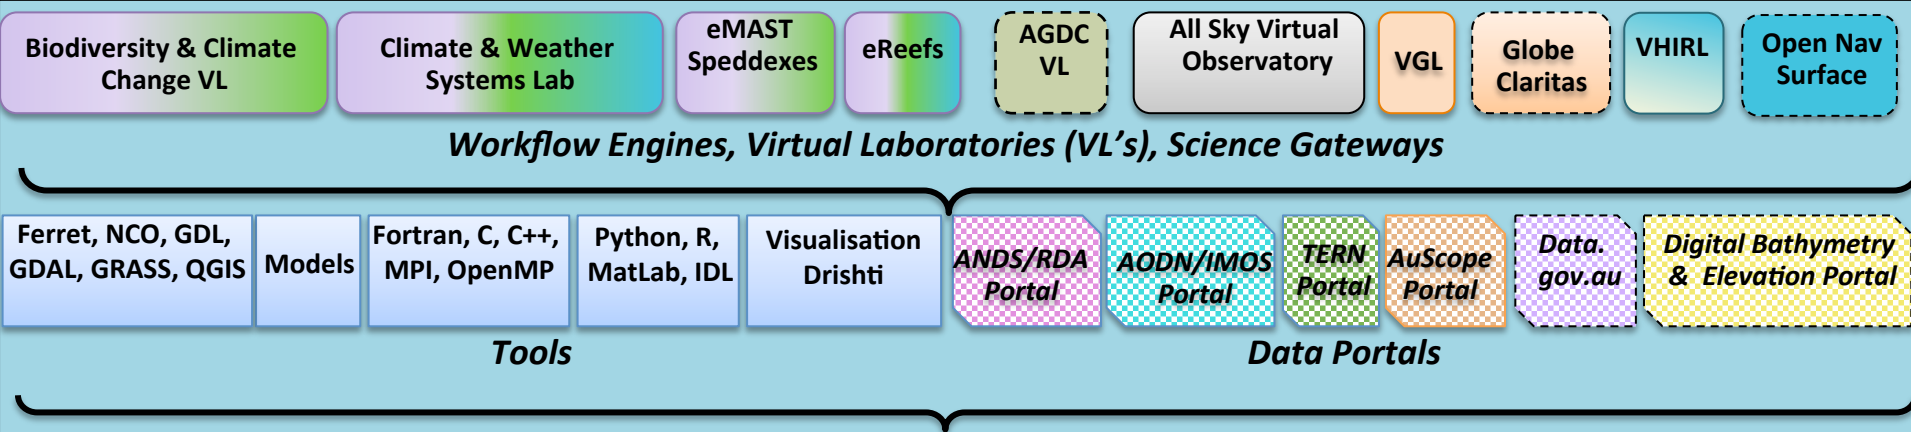 Biodiversity & Climate
Change VL
Climate & Weather
Systems Lab
eMAST
Speddexes
eReefs
AGDC
VL
All Sky Virtual
Observatory
VGL
Globe
Claritas
VHIRL
Open Nav
Surface
Workflow Engines, Virtual Laboratories (VL’s), Science Gateways
Ferret, NCO, GDL,
GDAL, GRASS, QGIS
Models
Fortran, C, C++,
MPI, OpenMP
Python, R,
MatLab, IDL
Visualisation
Drishti
ANDS/RDA
Portal
AODN/IMOS
Portal
TERN
Portal
AuScope
Portal
Data.
gov.au
Digital Bathymetry
& Elevation Portal
Tools
Data Portals